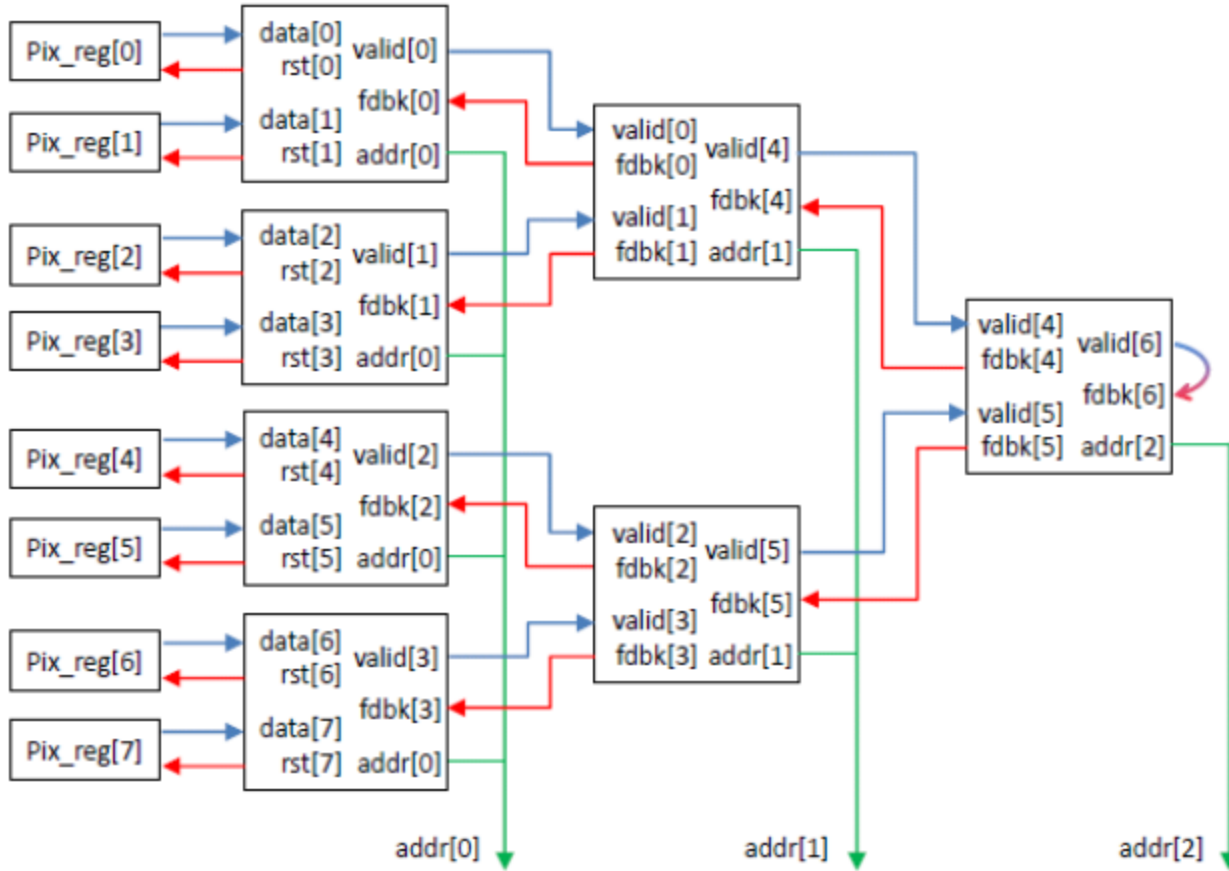 Pix_reg[0]
Pix_reg[1]
data[0]
rst[0]
data[1]
rst[1]
valid[0]
fdbk[0]
addr[0]
Pix_reg[2]
Pix_reg[3]
data[2]
rst[2]
data[3]
rst[3]
valid[1]
fdbk[1]
addr[0]
Pix_reg[4]
Pix_reg[5]
data[4]
rst[4]
data[5]
rst[5]
valid[2]
fdbk[2]
addr[0]
Pix_reg[6]
Pix_reg[7]
data[6]
rst[6]
data[7]
rst[7]
valid[3]
fdbk[3]
addr[0]
valid[0]
fdbk[0]
valid[1]
fdbk[1]
valid[4]
fdbk[4]
addr[1]
valid[2]
fdbk[2]
valid[3]
fdbk[3]
valid[5]
fdbk[5]
addr[1]
valid[4]
fdbk[4]
valid[5]
fdbk[5]
valid[6]
fdbk[6]
addr[2]
addr[0]
addr[1]
addr[2]